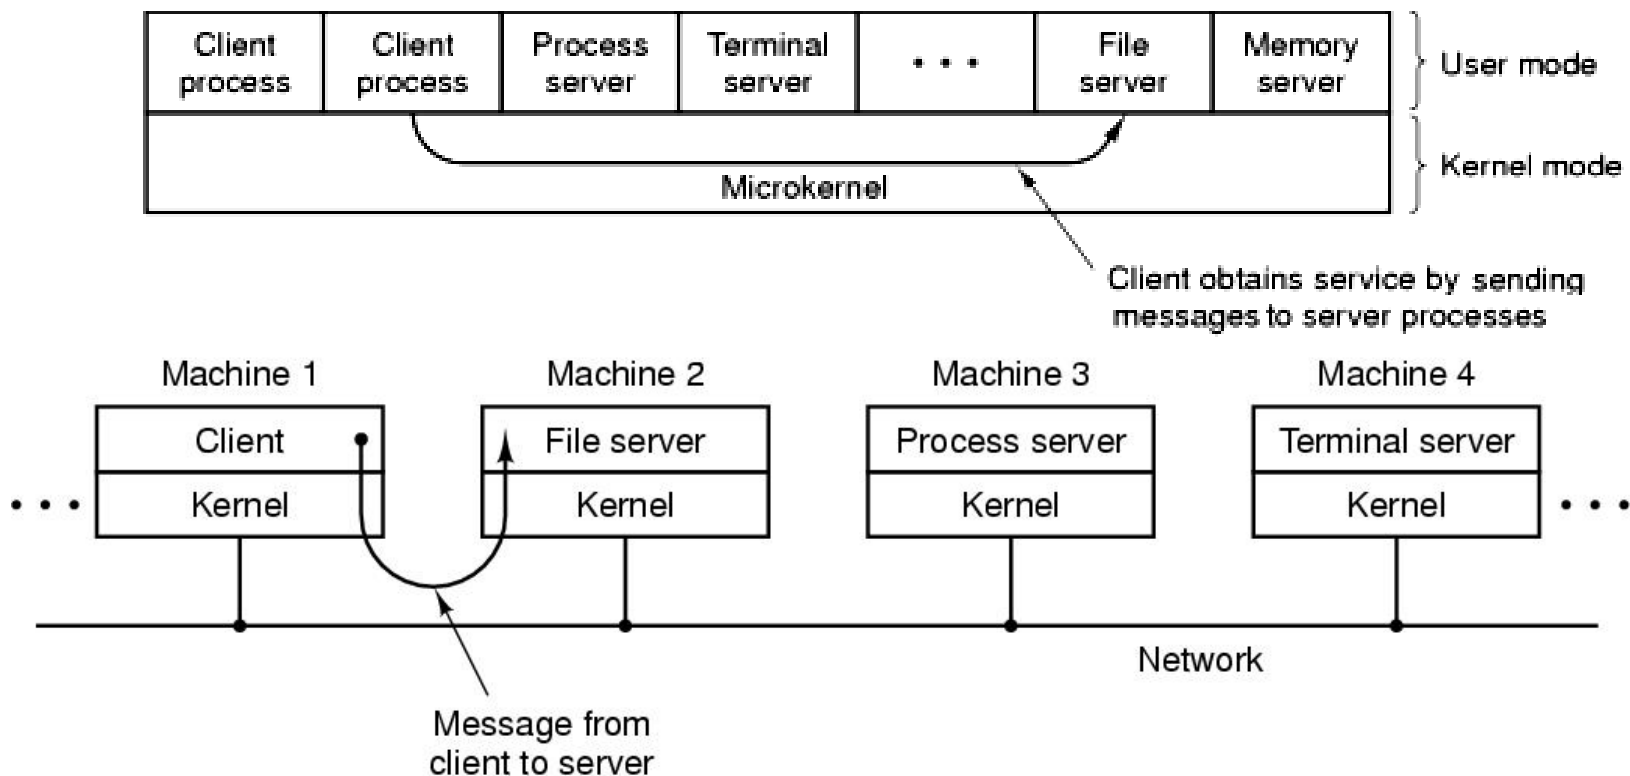 Client process
Client process
Process server
Terminal server
• • •
File server
Memory server
User mode
Microkernel
Kernel mode
Client obtains service by sending
messages to server processes
Machine 1
Machine 2
Machine 3
Machine 4
Client
File server
Process server
Terminal server
• • •
Kernel
Kernel
Kernel
Kernel
• • •
Network
Message from
client to server